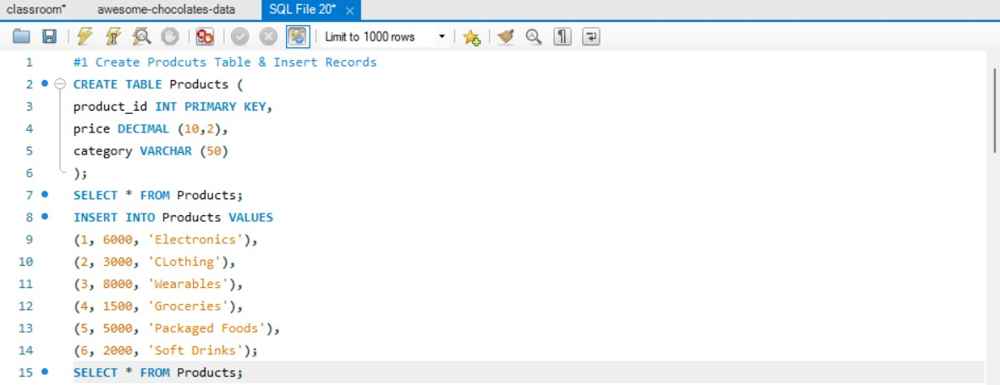 classroom* awesome-chocolates-data SQL File 20*
Limit to 1000 rows
1 #1 Create Prodcuts Table & Insert Records
2 CREATE TABLE Products (
3 product_id INT PRIMARY KEY,
4 price DECIMAL (10,2),
5 category VARCHAR (50)
6 );
7 SELECT * FROM Products;
8 INSERT INTO Products VALUES
9 (1, 6000, 'Electronics'),
10 (2, 3000, 'CLothing'),
11 (3, 8000, 'Wearables'),
12 (4, 1500, 'Groceries'),
13 (5, 5000, 'Packaged Foods'),
14 (6, 2000, 'Soft Drinks');
15 SELECT * FROM Products;